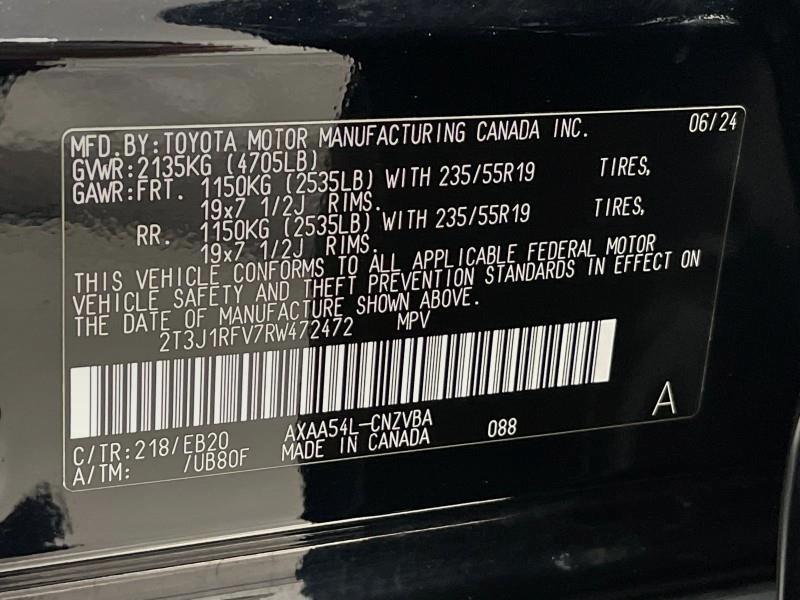 MFD.BY:TOYOTA MOTOR MANUFACTURING CANADA INC. 06/24
GVWR:2135KG (4705LB)
GAWR:FRT. 1150KG (2535LB) WITH 235/55R19 TIRES,
19x7 1/2J RIMS.
RR. 1150KG (2535LB) WITH 235/55R19 TIRES,
19x7 1/2J RIMS.
THIS VEHICLE CONFORMS TO ALL APPLICABLE FEDERAL MOTOR
VEHICLE SAFETY AND THEFT PREVENTION STANDARDS IN EFFECT ON
THE DATE OF MANUFACTURE SHOWN ABOVE.
2T3J1RFV7RW472472 MPV
A
C/TR:218/EB20 AXAA54L-CNZVBA 088
A/TM: /UB80F MADE IN CANADA